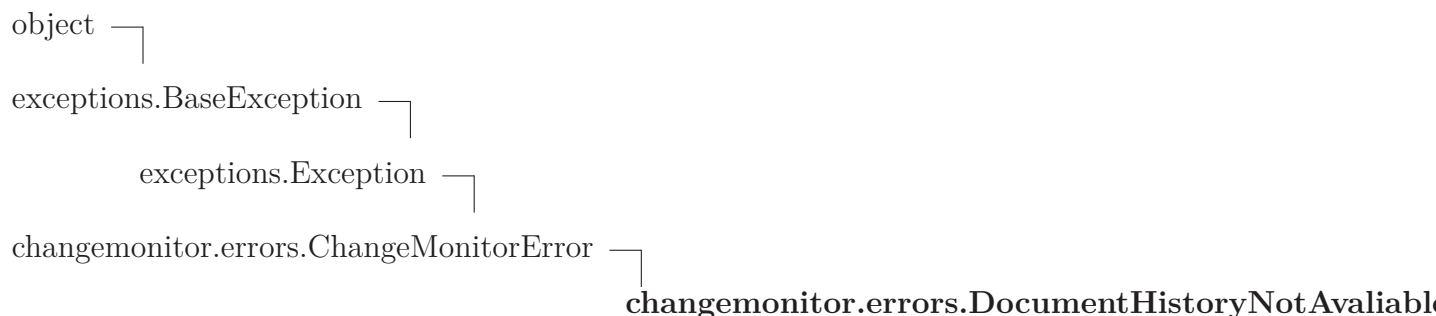 object
exceptions.BaseException
exceptions.Exception
changemonitor.errors.ChangeMonitorError
changemonitor.errors.DocumentHistoryNotAvaliable